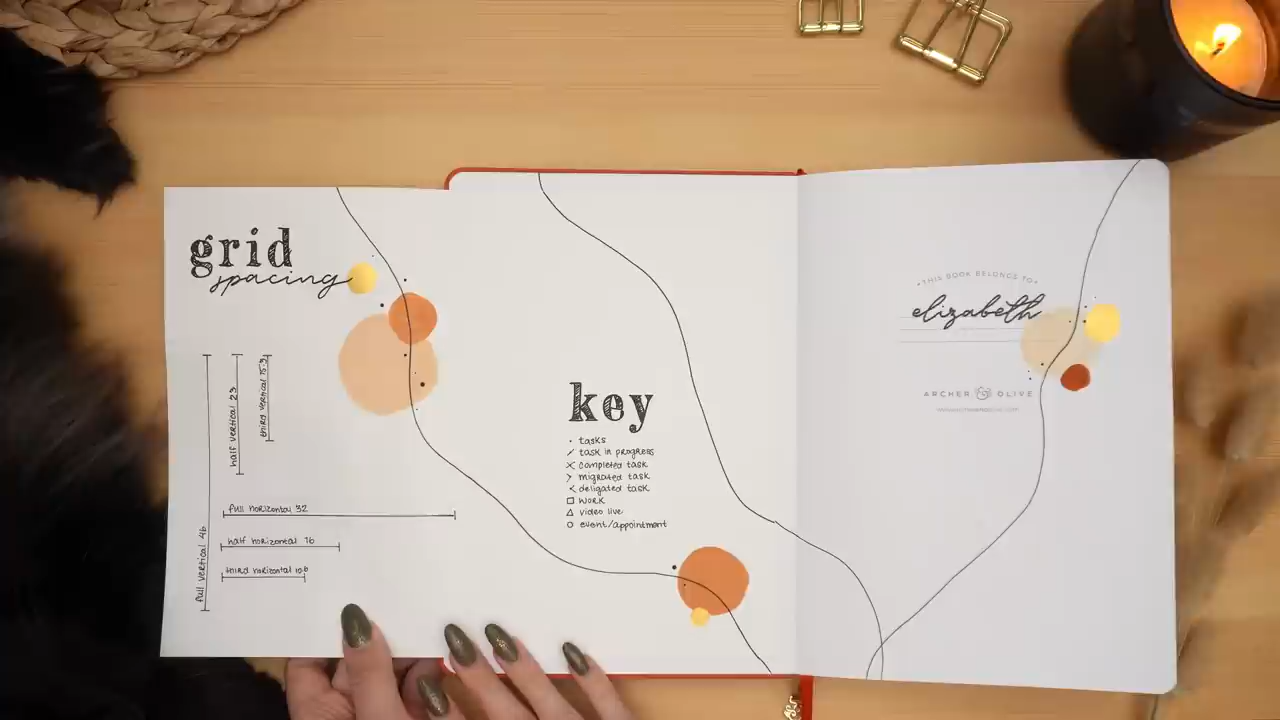 grid
spacing
full vertical 46
half vertical 23
third vertical 15.3
full horizontal 32
half horizontal 16
third horizontal 10.6
key
• tasks
/ task in progress
× completed task
> migrated task
< deligated task
□ work
△ video live
○ event/appointment
•THIS BOOK BELONGS TO•
elizabeth
ARCHER & OLIVE